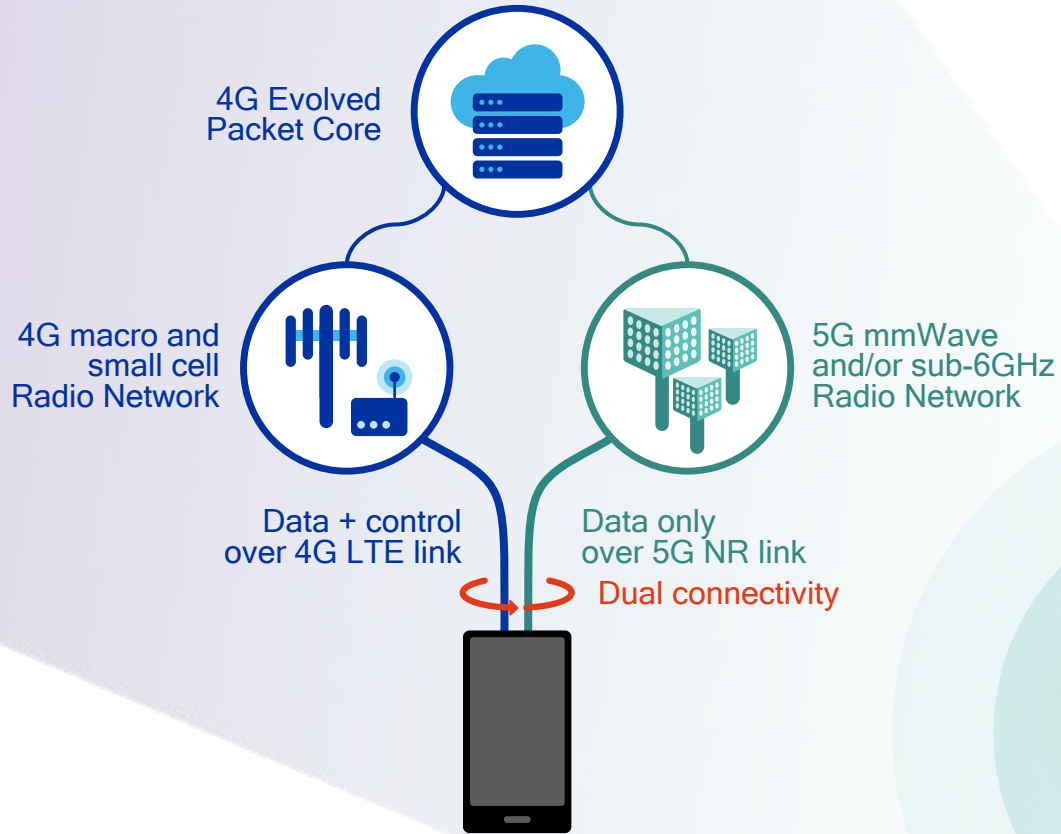 4G Evolved
Packet Core
4G macro and
small cell
Radio Network
5G mmWave
and/or sub-6GHz
Radio Network
Data + control
over 4G LTE link
Data only
over 5G NR link
Dual connectivity